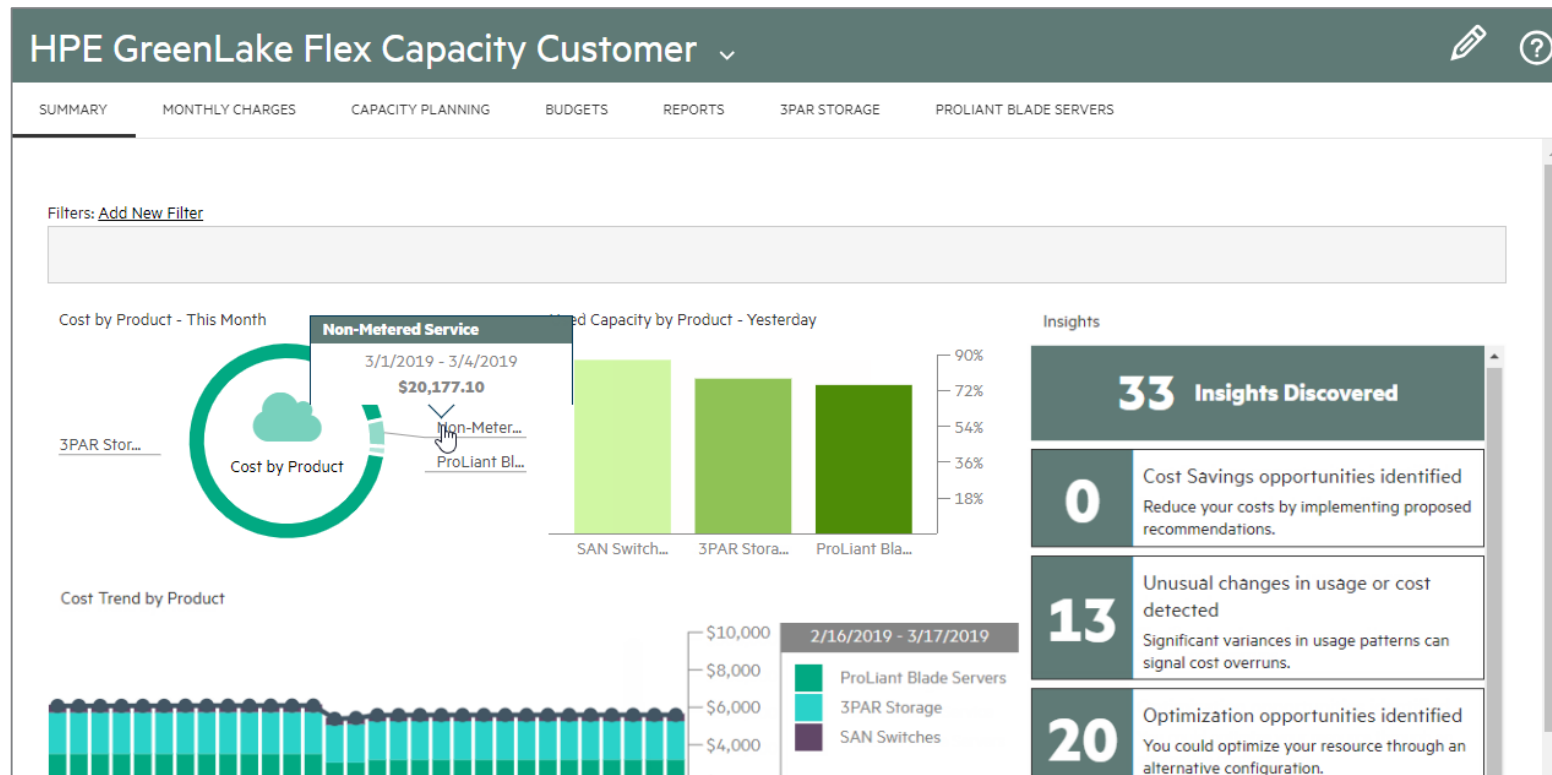 HPE GreenLake Flex Capacity Customer
?
SUMMARY MONTHLY CHARGES CAPACITY PLANNING BUDGETS REPORTS 3PAR STORAGE PROLIANT BLADE SERVERS
Filters: Add New Filter
Cost by Product - This Month
Non-Metered Service
3/1/2019 - 3/4/2019
$20,177.10
Non-Meter...
ProLiant Bl...
3PAR Stor...
Cost by Product
Capacity by Product - Yesterday
90%
72%
54%
36%
18%
SAN Switch... 3PAR Stora... ProLiant Bla...
Insights
33 Insights Discovered
0
Cost Savings opportunities identified
Reduce your costs by implementing proposed
recommendations.
13
Unusual changes in usage or cost
detected
Significant variances in usage patterns can
signal cost overruns.
20
Optimization opportunities identified
You could optimize your resource through an
alternative configuration.
Cost Trend by Product
$10,000
$8,000
$6,000
$4,000
2/16/2019 - 3/17/2019
ProLiant Blade Servers
3PAR Storage
SAN Switches